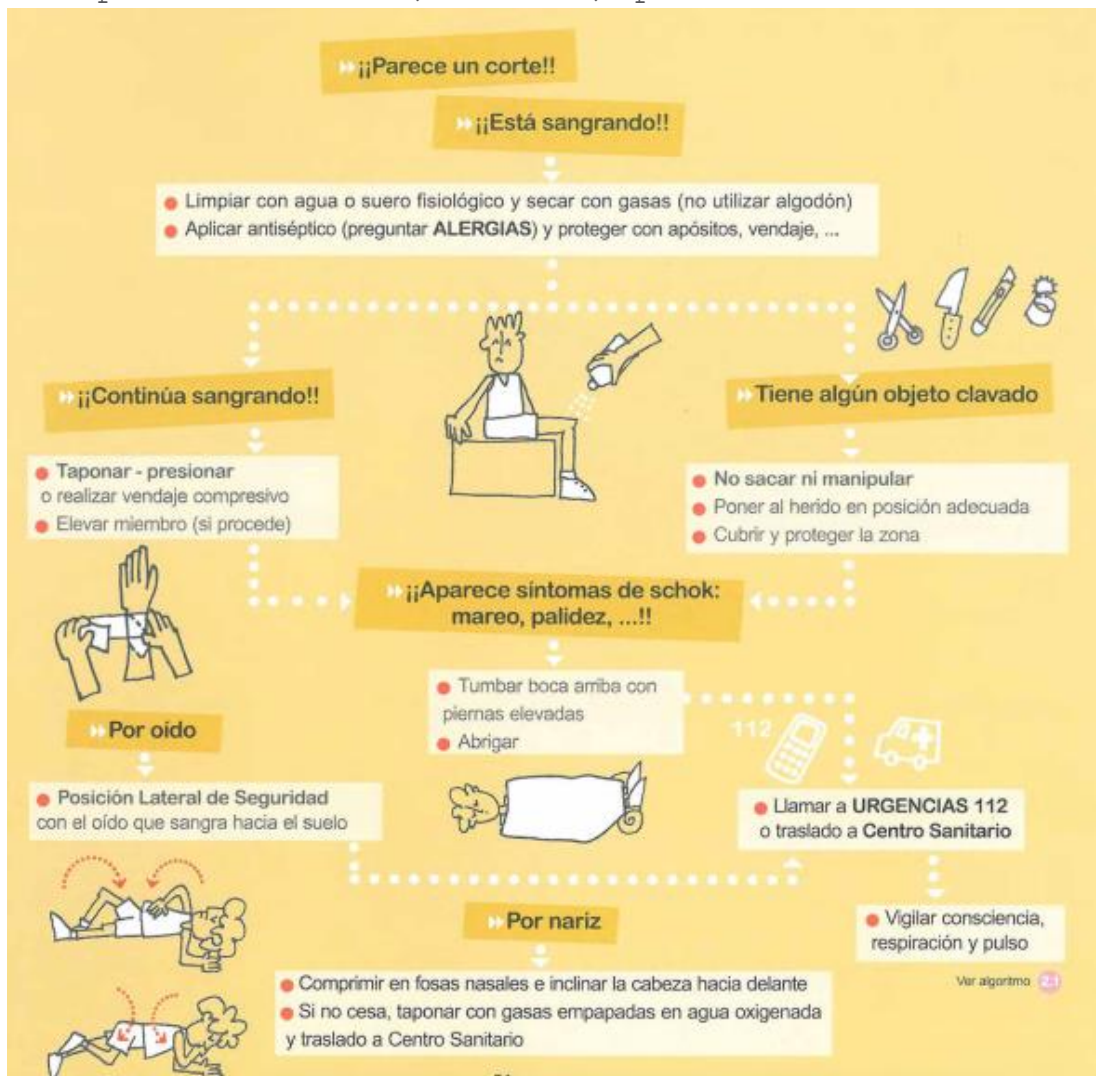 ¡¡Parece un corte!!
¡¡Está sangrando!!
Limpiar con agua o suero fisiológico y secar con gasas (no utilizar algodón)
Aplicar antiséptico (preguntar ALERGIAS) y proteger con apósitos, vendaje, ...
¡¡Continúa sangrando!!
Taponar - presionar
o realizar vendaje compresivo
Elevar miembro (si procede)
Tiene algún objeto clavado
No sacar ni manipular
Poner al herido en posición adecuada
Cubrir y proteger la zona
¡¡Aparece síntomas de schok:
mareo, palidez, ...!!
Tumbar boca arriba con
piernas elevadas
Abrigar
112
Llamar a URGENCIAS 112
o traslado a Centro Sanitario
Vigilar consciencia,
respiración y pulso
Ver algoritmo 2.1
Por oído
Posición Lateral de Seguridad
con el oído que sangra hacia el suelo
Por nariz
Comprimir en fosas nasales e inclinar la cabeza hacia delante
Si no cesa, taponar con gasas empapadas en agua oxigenada
y traslado a Centro Sanitario